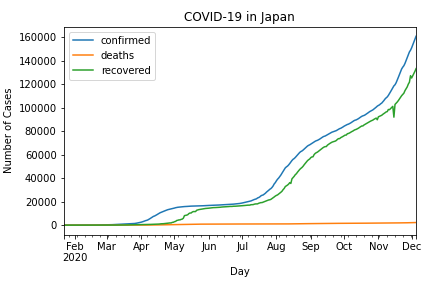 COVID-19 in Japan
confirmed
deaths
recovered
160000
140000
120000
100000
80000
60000
40000
20000
0
Number of Cases
Feb Mar Apr May Jun Jul Aug Sep Oct Nov Dec
2020
Day